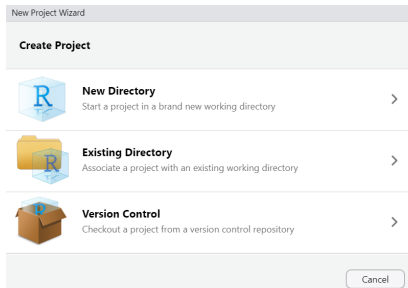 New Project Wizard
Create Project
R
New Directory
Start a project in a brand new working directory
R
Existing Directory
Associate a project with an existing working directory
Version Control
Checkout a project from a version control repository
Cancel